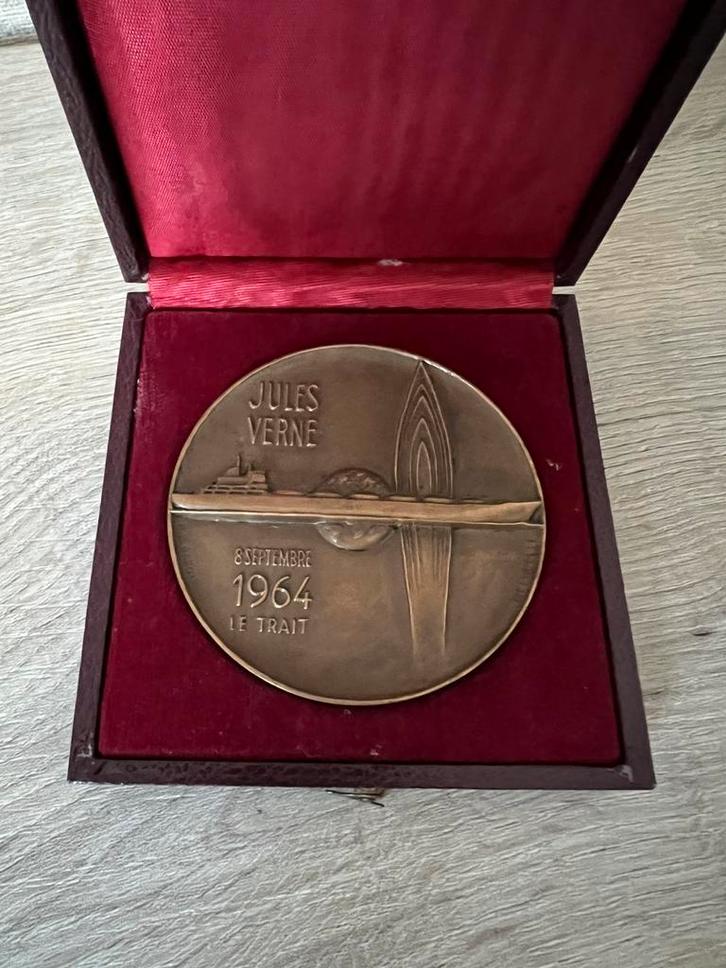 JULES
VERNE
8 SEPTEMBRE
1964
LE TRAIT